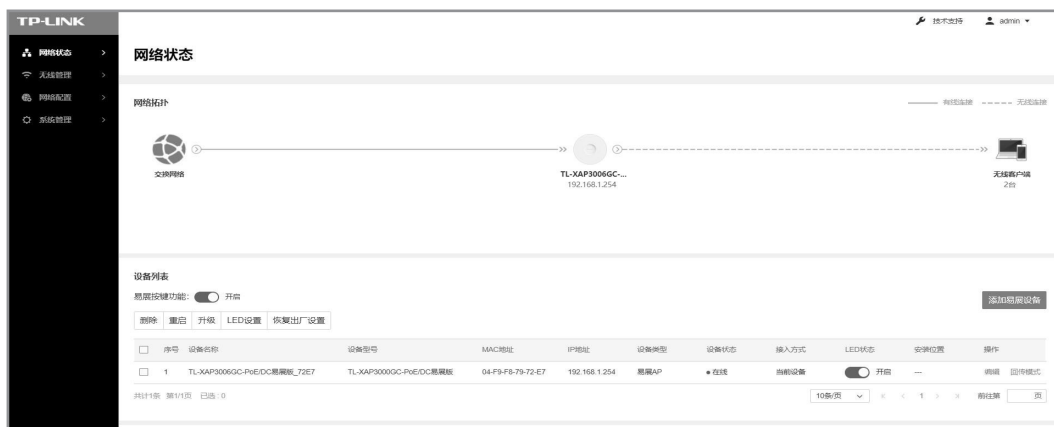 TP-LINK
技术支持
admin
网络状态
无线管理
网络配置
系统管理
网络状态
网络拓扑
有线连接
无线连接
交换网络
TL-XAP3006GC-...
192.168.1.254
无线客户端
2台
设备列表
易展按键功能: 开启
添加易展设备
删除 重启 升级 LED设置 恢复出厂设置
序号 设备名称 设备型号 MAC地址 IP地址 设备类型 设备状态 接入方式 LED状态 安装位置 操作
1 TL-XAP3006GC-PoE/DC易展版_72E7 TL-XAP3000GC-PoE/DC易展版 04-F9-F8-79-72-E7 192.168.1.254 易展AP 在线 当前设备 开启 --- 编辑 回传模式
共计1条 第1/1页 已选:0 10条/页 1 前往第 页